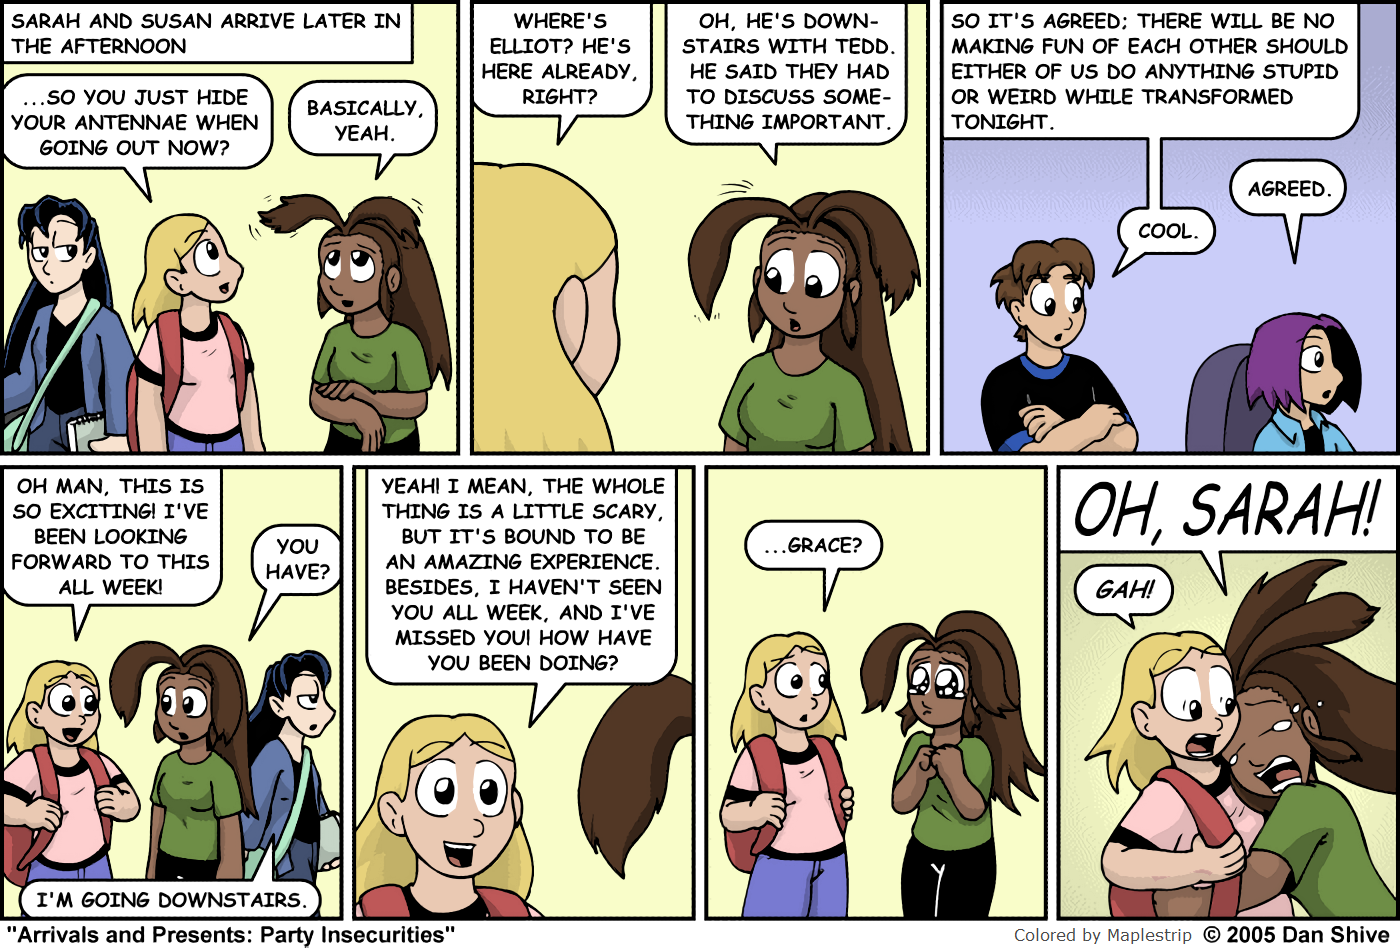 SARAH AND SUSAN ARRIVE LATER IN
THE AFTERNOON
...SO YOU JUST HIDE
YOUR ANTENNAE WHEN
GOING OUT NOW?
BASICALLY,
YEAH.
WHERE'S
ELLIOT? HE'S
HERE ALREADY,
RIGHT?
OH, HE'S DOWN-
STAIRS WITH TEDD.
HE SAID THEY HAD
TO DISCUSS SOME-
THING IMPORTANT.
SO IT'S AGREED; THERE WILL BE NO
MAKING FUN OF EACH OTHER SHOULD
EITHER OF US DO ANYTHING STUPID
OR WEIRD WHILE TRANSFORMED
TONIGHT.
AGREED.
COOL.
OH MAN, THIS IS
SO EXCITING! I'VE
BEEN LOOKING
FORWARD TO THIS
ALL WEEK!
YOU
HAVE?
I'M GOING DOWNSTAIRS.
YEAH! I MEAN, THE WHOLE
THING IS A LITTLE SCARY,
BUT IT'S BOUND TO BE
AN AMAZING EXPERIENCE.
BESIDES, I HAVEN'T SEEN
YOU ALL WEEK, AND I'VE
MISSED YOU! HOW HAVE
YOU BEEN DOING?
...GRACE?
OH, SARAH!
GAH!
"Arrivals and Presents: Party Insecurities"
Colored by Maplestrip © 2005 Dan Shive